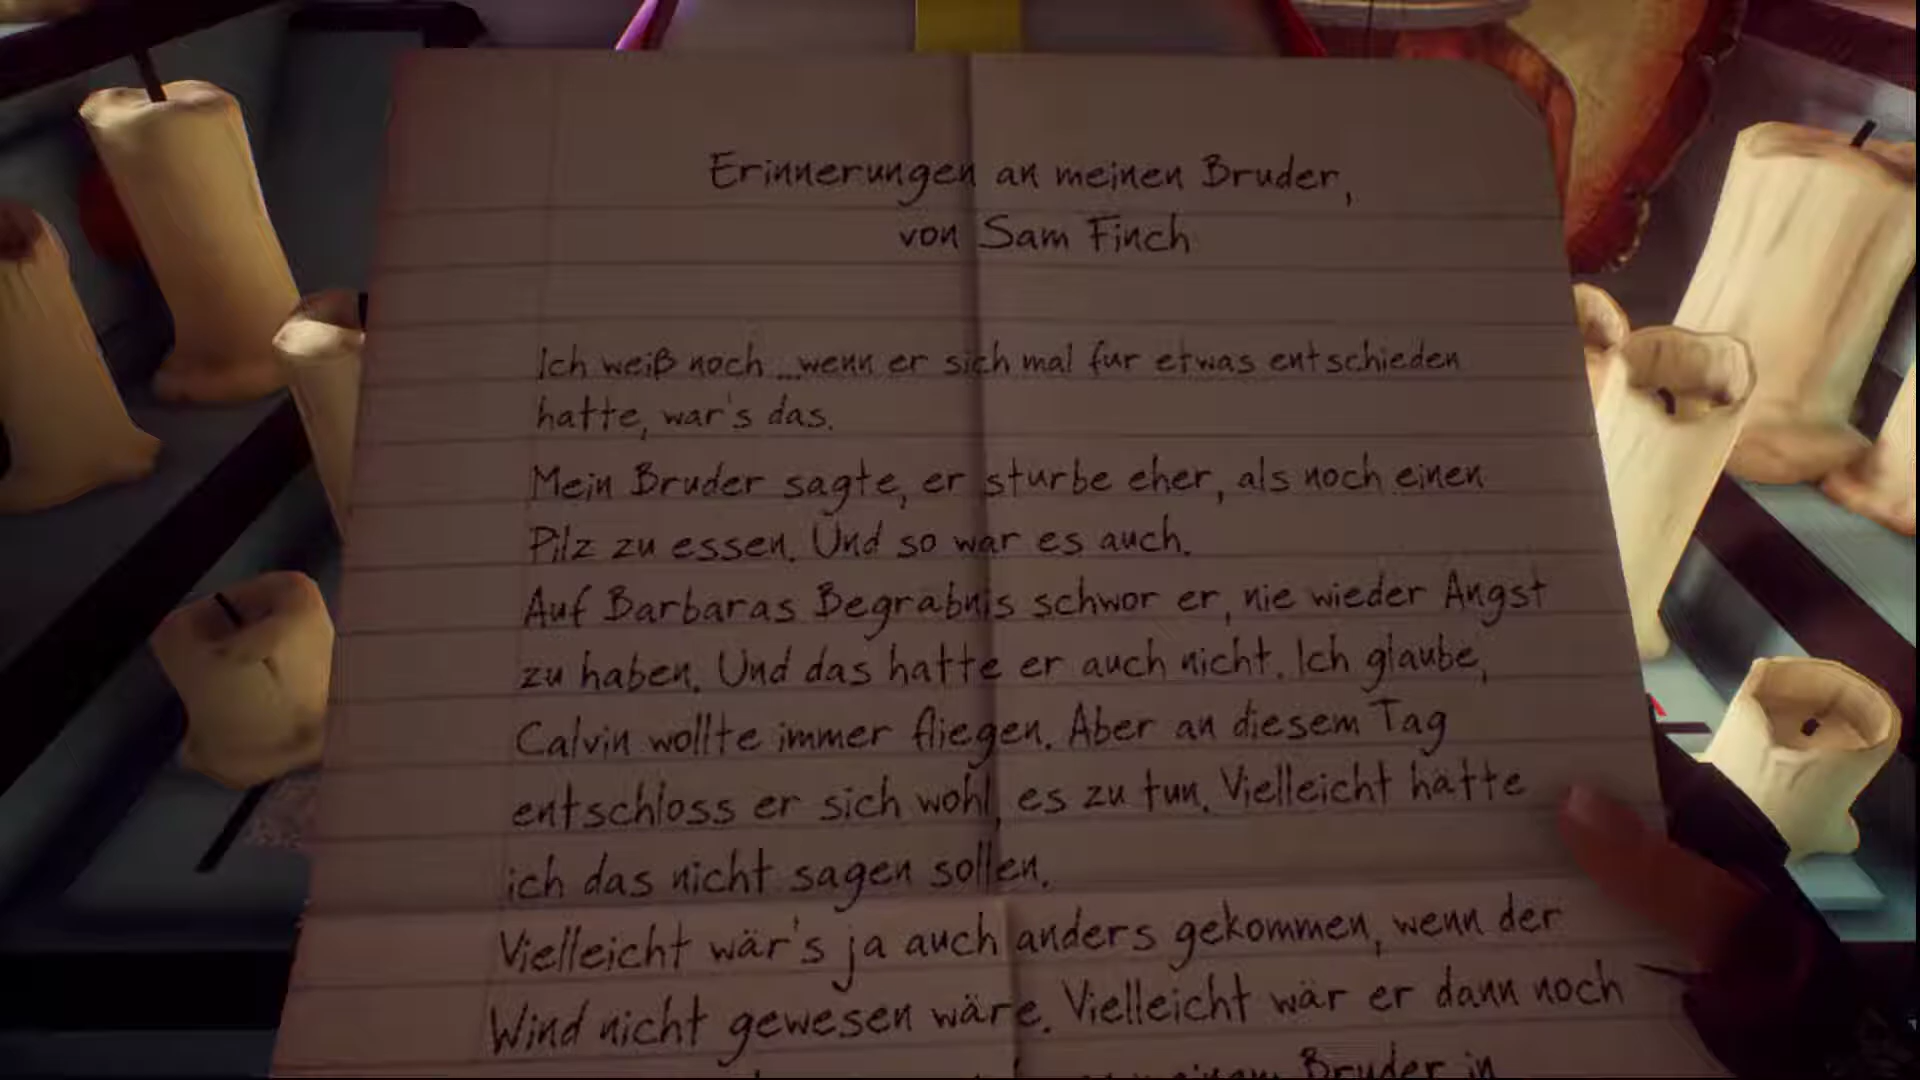 Erinnerungen an meinen Bruder,
von Sam Finch
Ich weiß noch ...wenn er sich mal fur etwas entschieden
hatte, war's das.
Mein Bruder sagte, er sturbe eher, als noch einen
Pilz zu essen. Und so war es auch.
Auf Barbaras Begrabnis schwor er, nie wieder Angst
zu haben. Und das hatte er auch nicht. Ich glaube,
Calvin wollte immer fliegen. Aber an diesem Tag
entschloss er sich wohl, es zu tun. Vielleicht hätte
ich das nicht sagen sollen.
Vielleicht wär's ja auch anders gekommen, wenn der
Wind nicht gewesen wäre. Vielleicht wär er dann noch
meinem Bruder in